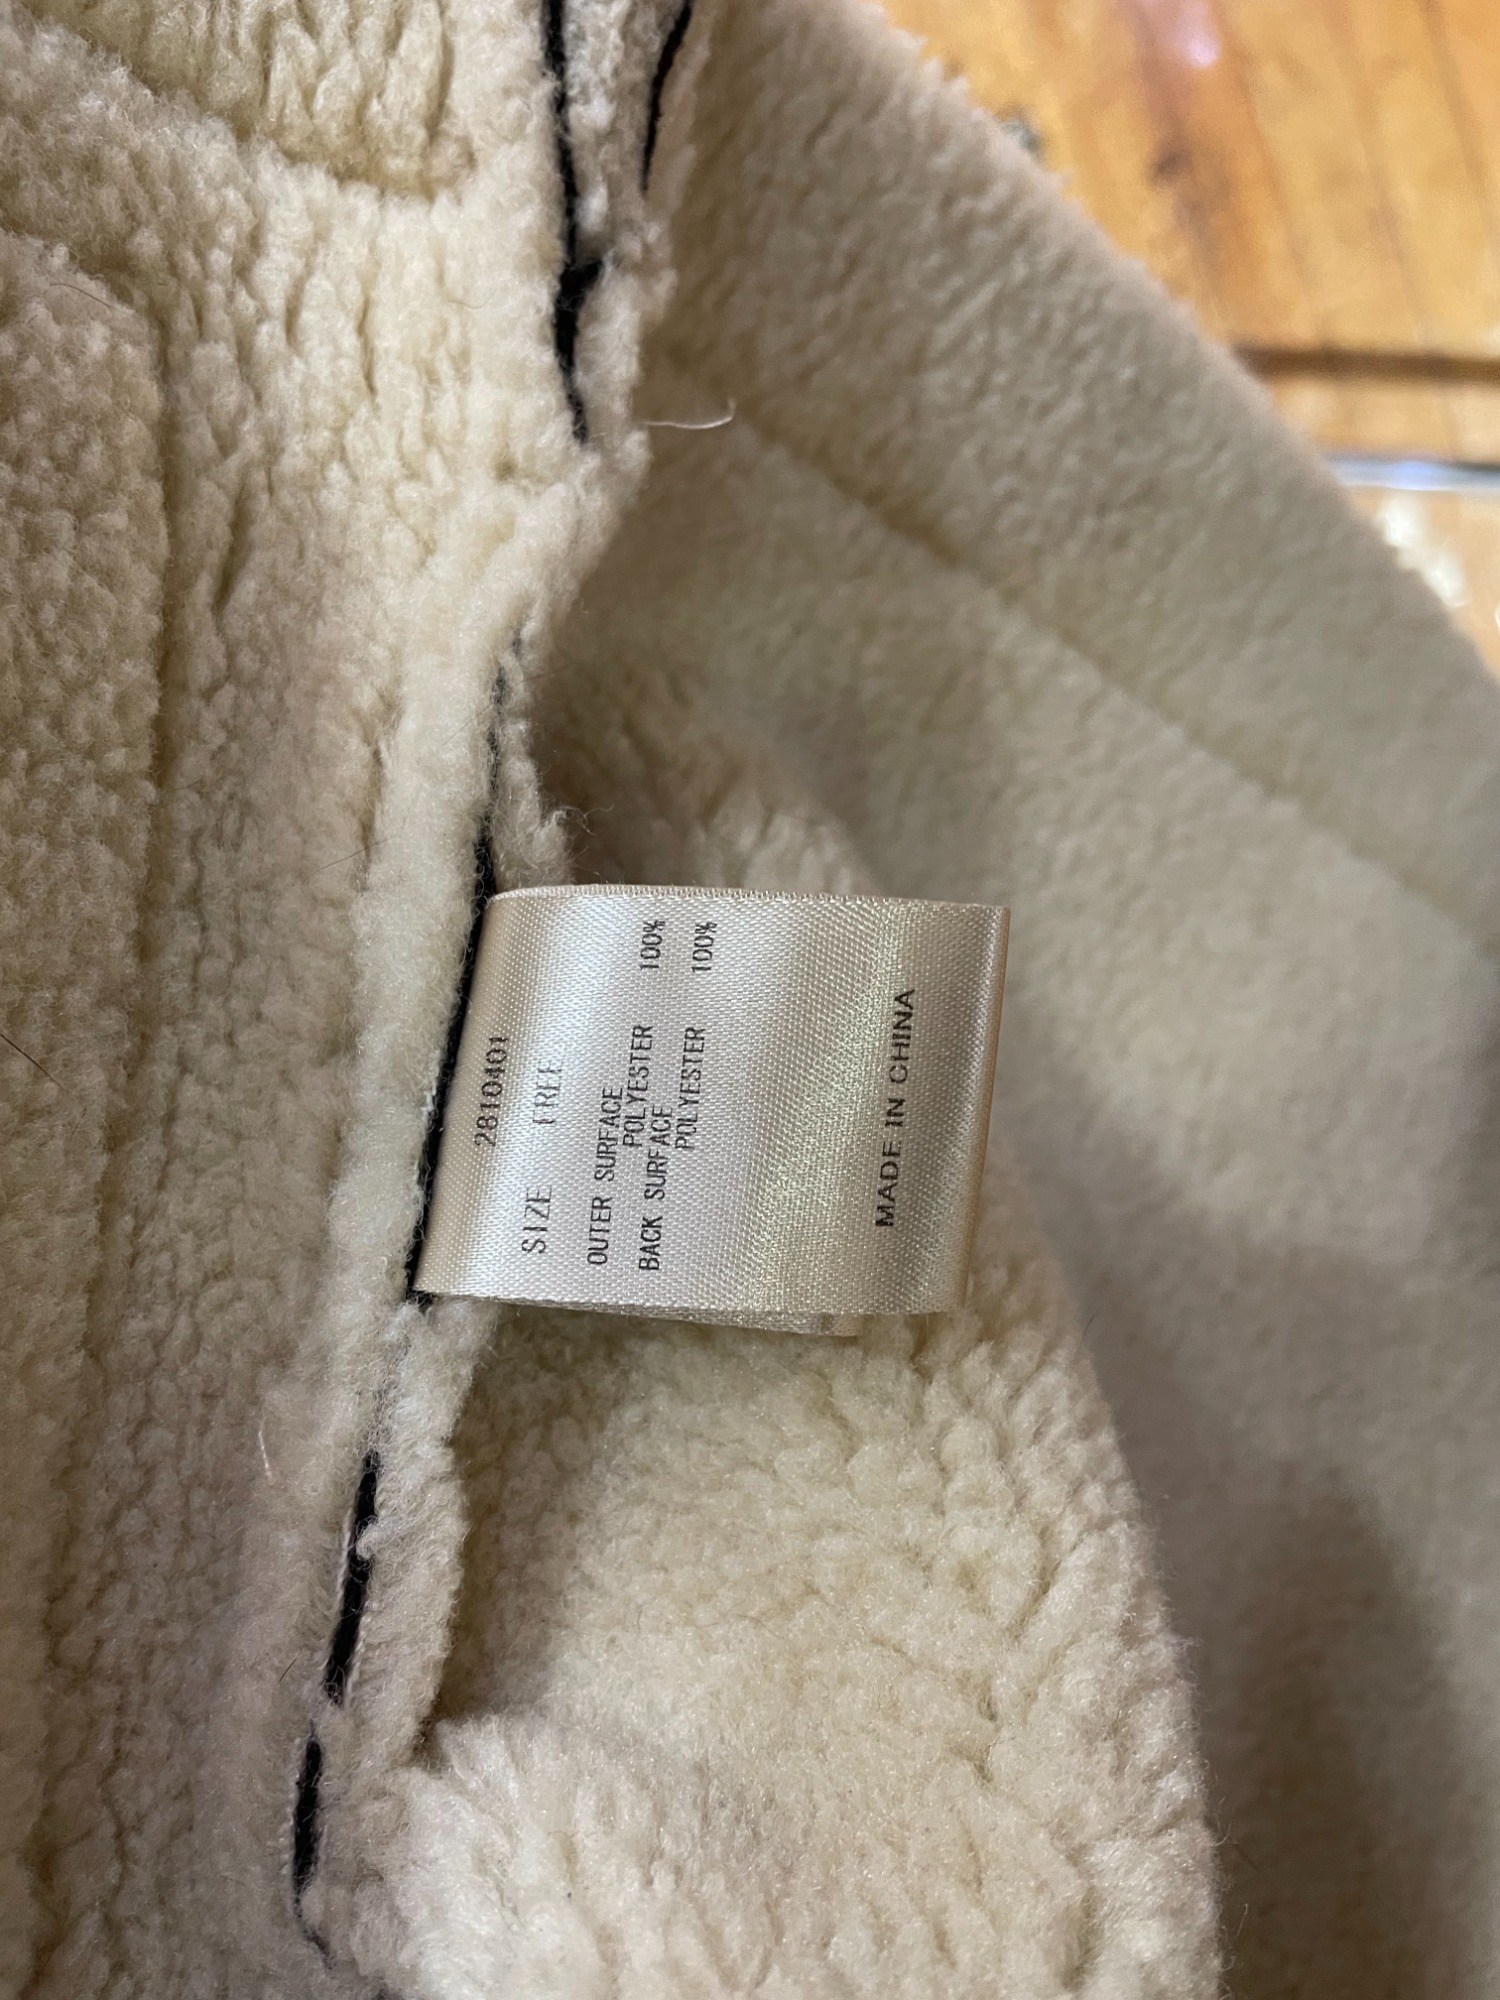 2810401
SIZE FREE
OUTER SURFACE
POLYESTER 100%
BACK SURFACE
POLYESTER 100%
MADE IN CHINA